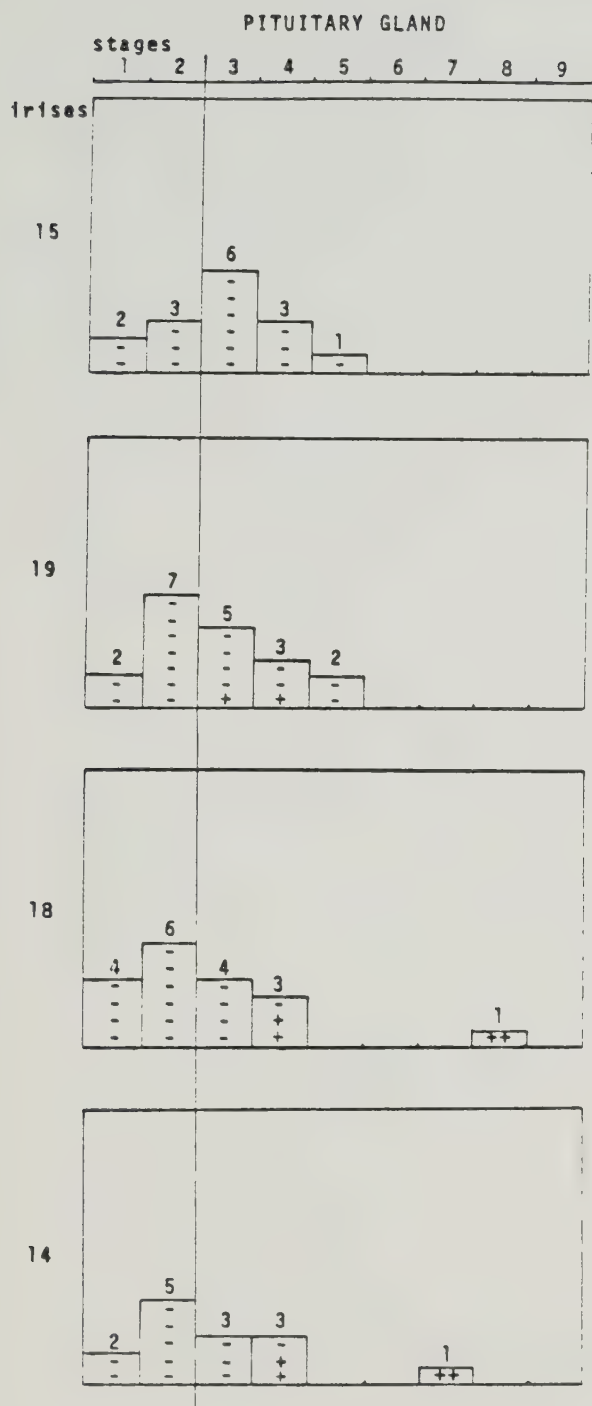 PITUITARY GLAND
stages
1 2 3 4 5 6 7 8 9
irises
15
6
-
-
3 - 3
2 - - -
- - - - 1
- - - - -
19
7
-
- 5
- -
- - 3
2 - - - 2
- - - - -
- - + + -
18
6
-
4 - 4
- - - 3
- - - -
- - - + 1
- - - + ++
14
5
-
- 3 3
2 - - -
- - - + 1
- - - + ++